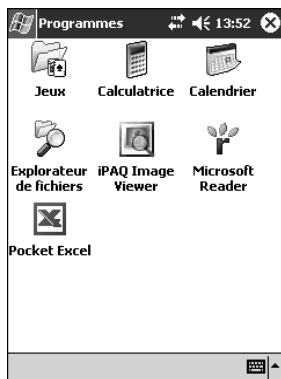 Programmes 13:52
Jeux Calculatrice Calendrier
Explorateur iPAQ Image Microsoft
de fichiers Viewer Reader
Pocket Excel